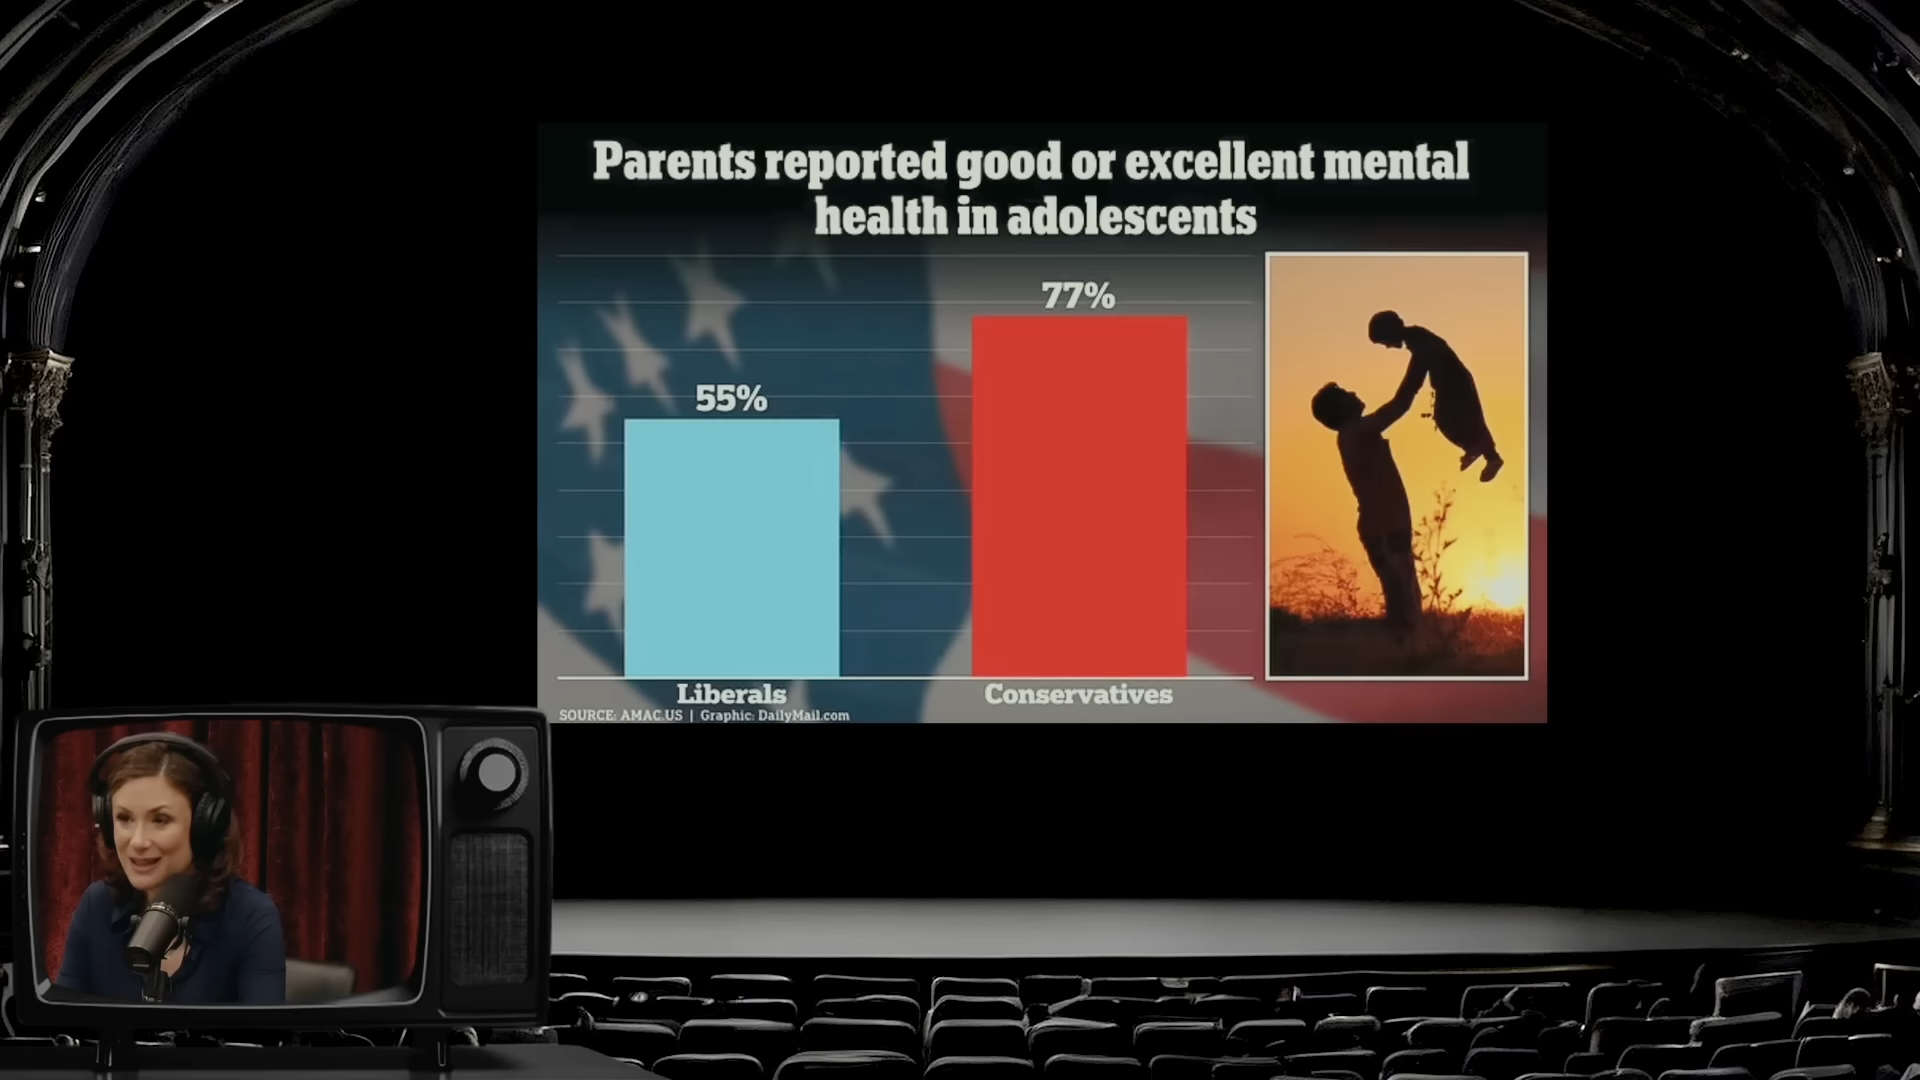 Parents reported good or excellent mental
health in adolescents
77%
55%
Liberals
Conservatives
SOURCE: AMAC.US | Graphic: DailyMail.com